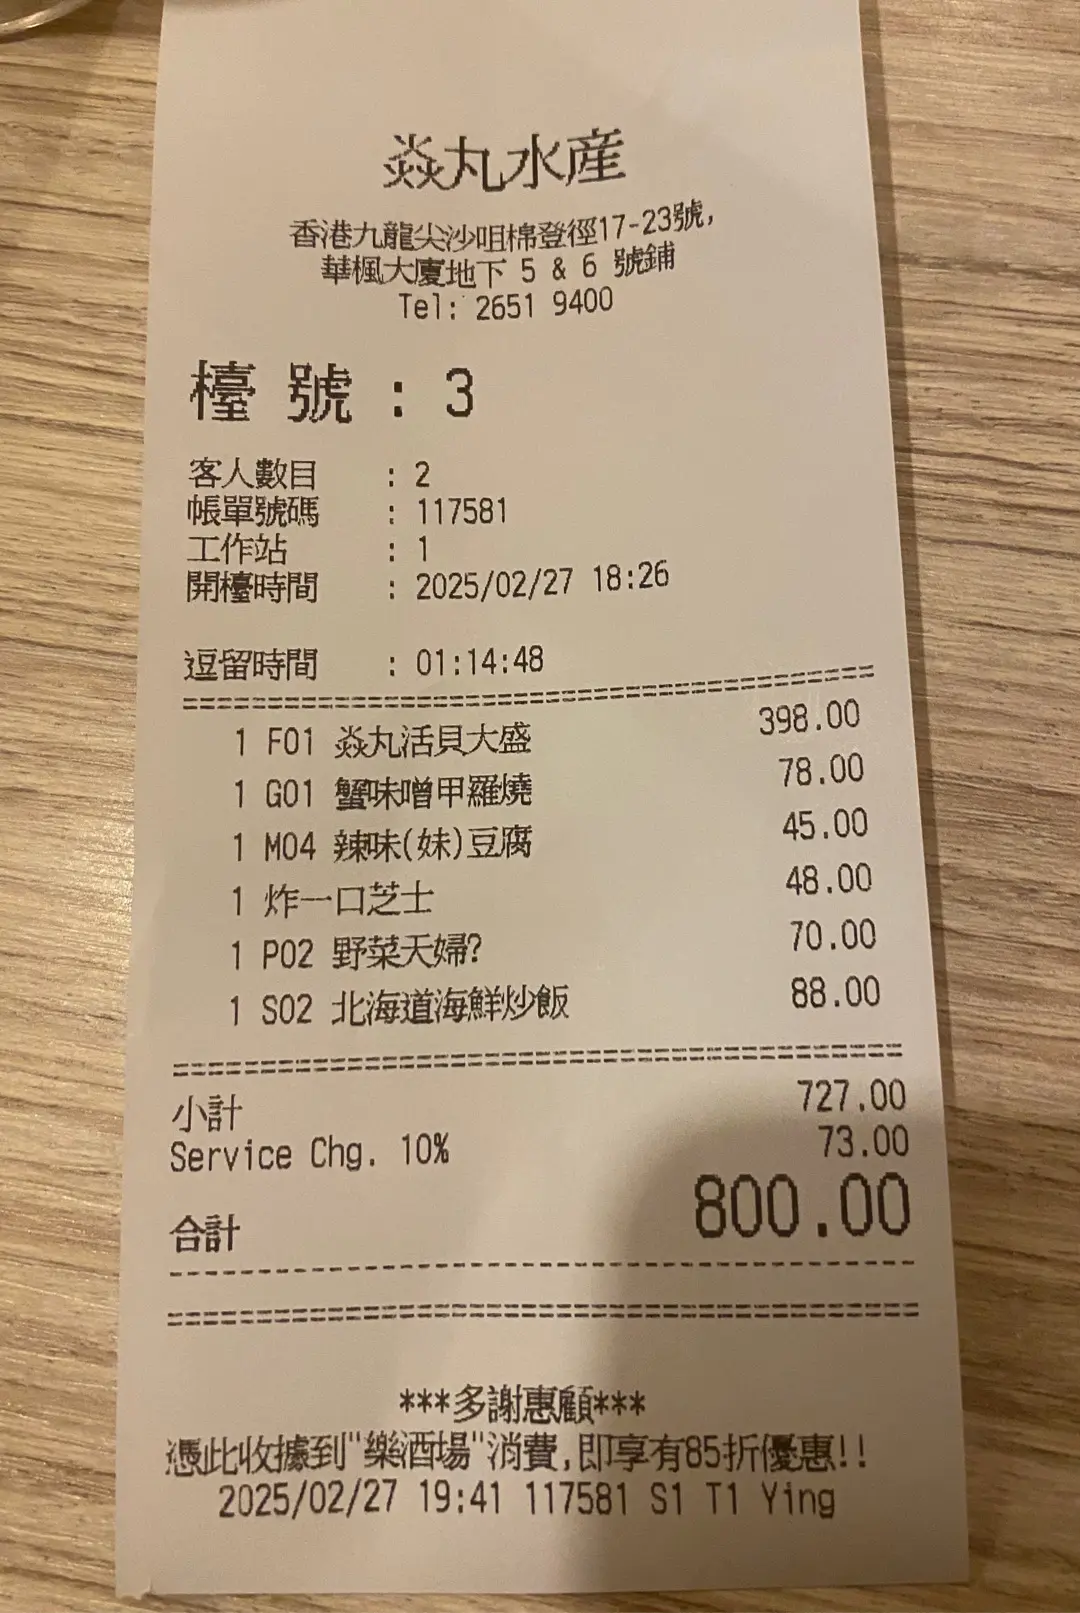 焱丸水産
香港九龍尖沙咀棉登徑17-23號,
華楓大廈地下 5 & 6 號鋪
Tel: 2651 9400
檯 號 : 3
客人數目 : 2
帳單號碼 : 117581
工作站 : 1
開檯時間 : 2025/02/27 18:26
逗留時間 : 01:14:48
1 F01 焱丸活貝大盛 398.00
1 G01 蟹味噌甲羅燒 78.00
1 M04 辣味(妹)豆腐 45.00
1 炸一口芝士 48.00
1 P02 野菜天婦? 70.00
1 S02 北海道海鮮炒飯 88.00
小計 727.00
Service Chg. 10% 73.00
合計 800.00
***多謝惠顧***
憑此收據到"樂酒場"消費,即享有85折優惠!!
2025/02/27 19:41 117581 S1 T1 Ying